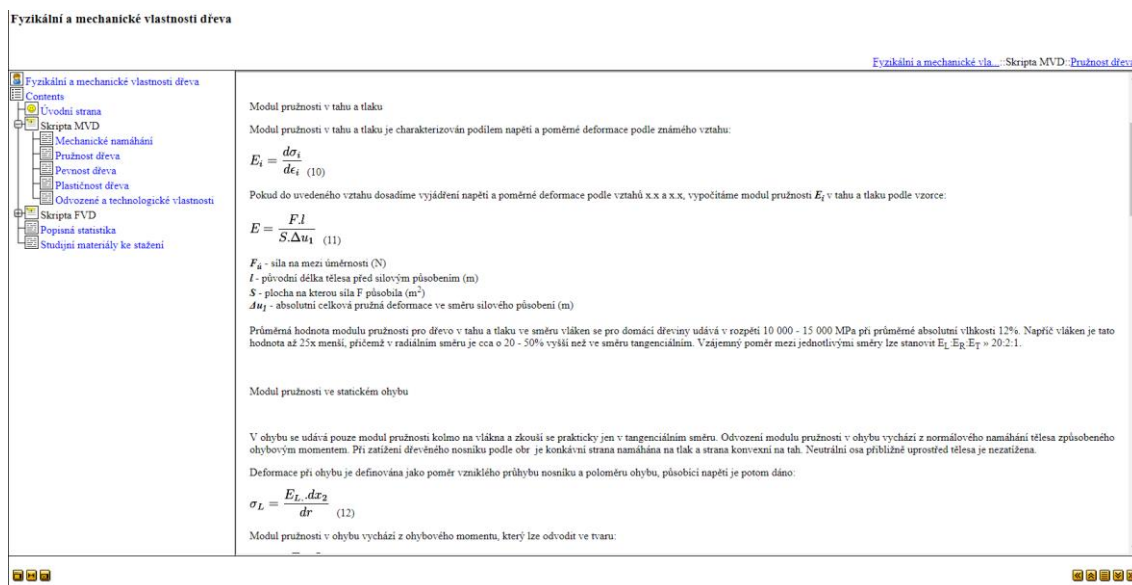 Fyzikální a mechanické vlastnosti dřeva
Fyzikální a mechanické vla...::Skripta MVD::Pružnost dřeva
Fyzikální a mechanické vlastnosti dřeva
Contents
Úvodní strana
Skripta MVD
Mechanické namáhání
Pružnost dřeva
Pevnost dřeva
Plastičnost dřeva
Odvozené a technologické vlastnosti
Skripta FVD
Popisná statistika
Studijní materiály ke stažení
Modul pružnosti v tahu a tlaku
Modul pružnosti v tahu a tlaku je charakterizován podílem napětí a poměrné deformace podle známého vztahu:
E_i = dσ_i / dϵ_i (10)
Pokud do uvedeného vztahu dosadíme vyjádření napětí a poměrné deformace podle vztahů x.x a x.x, vypočítáme modul pružnosti E_i v tahu a tlaku podle vzorce:
E = F.l / S.Δu_1 (11)
F_ú - síla na mezi úměrnosti (N)
l - původní délka tělesa před silovým působením (m)
S - plocha na kterou síla F působila (m²)
Δu_1 - absolutní celková pružná deformace ve směru silového působení (m)
Průměrná hodnota modulu pružnosti pro dřevo v tahu a tlaku ve směru vláken se pro domácí dřeviny udává v rozpětí 10 000 - 15 000 MPa při průměrné absolutní vlhkosti 12%. Napříč vláken je tato
hodnota až 25x menší, přičemž v radiálním směru je cca o 20 - 50% vyšší než ve směru tangenciálním. Vzájemný poměr mezi jednotlivými směry lze stanovit E_L:E_R:E_T » 20:2:1.
Modul pružnosti ve statickém ohybu
V ohybu se udává pouze modul pružnosti kolmo na vlákna a zkouší se prakticky jen v tangenciálním směru. Odvození modulu pružnosti v ohybu vychází z normálového namáhání tělesa způsobeného
ohybovým momentem. Při zatížení dřevěného nosníku podle obr je konkávní strana namáhána na tlak a strana konvexní na tah. Neutrální osa přibližně uprostřed tělesa je nezatížena.
Deformace při ohybu je definována jako poměr vzniklého průhybu nosníku a poloměru ohybu, působící napětí je potom dáno:
σ_L = E_L.dx_2 / dr (12)
Modul pružnosti v ohybu vychází z ohybového momentu, který lze odvodit ve tvaru: